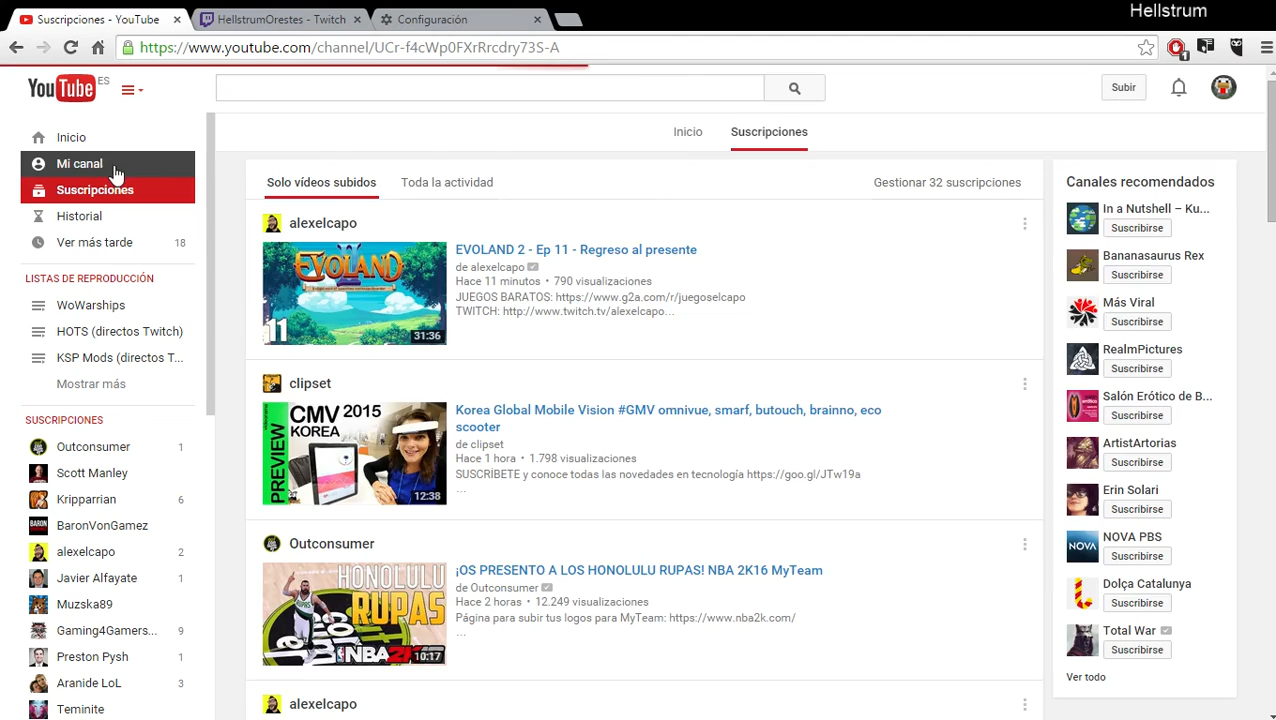 Hellstrum
Suscripciones - YouTube
HellstrumOrestes - Twitch
Configuración
https://www.youtube.com/channel/UCr-f4cWp0FXrRrcdry73S-A
1
YouTube ES
Subir
Inicio
Mi canal
Suscripciones
Historial
Ver más tarde 18
LISTAS DE REPRODUCCIÓN
WoWarships
HOTS (directos Twitch)
KSP Mods (directos T...
Mostrar más
SUSCRIPCIONES
Outconsumer 1
Scott Manley
Kripparrian 6
BaronVonGamez
alexelcapo 2
Javier Alfayate 1
Muzska89
Gaming4Gamers... 9
Preston Pysh 1
Aranide LoL 3
Teminite
Inicio Suscripciones
Solo vídeos subidos Toda la actividad Gestionar 32 suscripciones
alexelcapo
EVOLAND 2
11
31:36
EVOLAND 2 - Ep 11 - Regreso al presente
de alexelcapo
Hace 11 minutos • 790 visualizaciones
JUEGOS BARATOS: https://www.g2a.com/r/juegoselcapo
TWITCH: http://www.twitch.tv/alexelcapo...
clipset
PREVIEW
CMV 2015
KOREA
12:38
Korea Global Mobile Vision #GMV omnivue, smarf, butouch, brainno, eco
scooter
de clipset
Hace 1 hora • 1.798 visualizaciones
SUSCRÍBETE y conoce todas las novedades en tecnología https://goo.gl/JTw19a
...
Outconsumer
HONOLULU
RUPAS!
NBA 2K16
10:17
¡OS PRESENTO A LOS HONOLULU RUPAS! NBA 2K16 MyTeam
de Outconsumer
Hace 2 horas • 12.249 visualizaciones
Página para subir tus logos para MyTeam: https://www.nba2k.com/
...
alexelcapo
Canales recomendados
In a Nutshell – Ku...
Suscribirse
Bananasaurus Rex
Suscribirse
Más Viral
Suscribirse
RealmPictures
Suscribirse
Salón Erótico de B...
Suscribirse
ArtistArtorias
Suscribirse
Erin Solari
Suscribirse
NOVA
NOVA PBS
Suscribirse
Dolça Catalunya
Suscribirse
Total War
Suscribirse
Ver todo